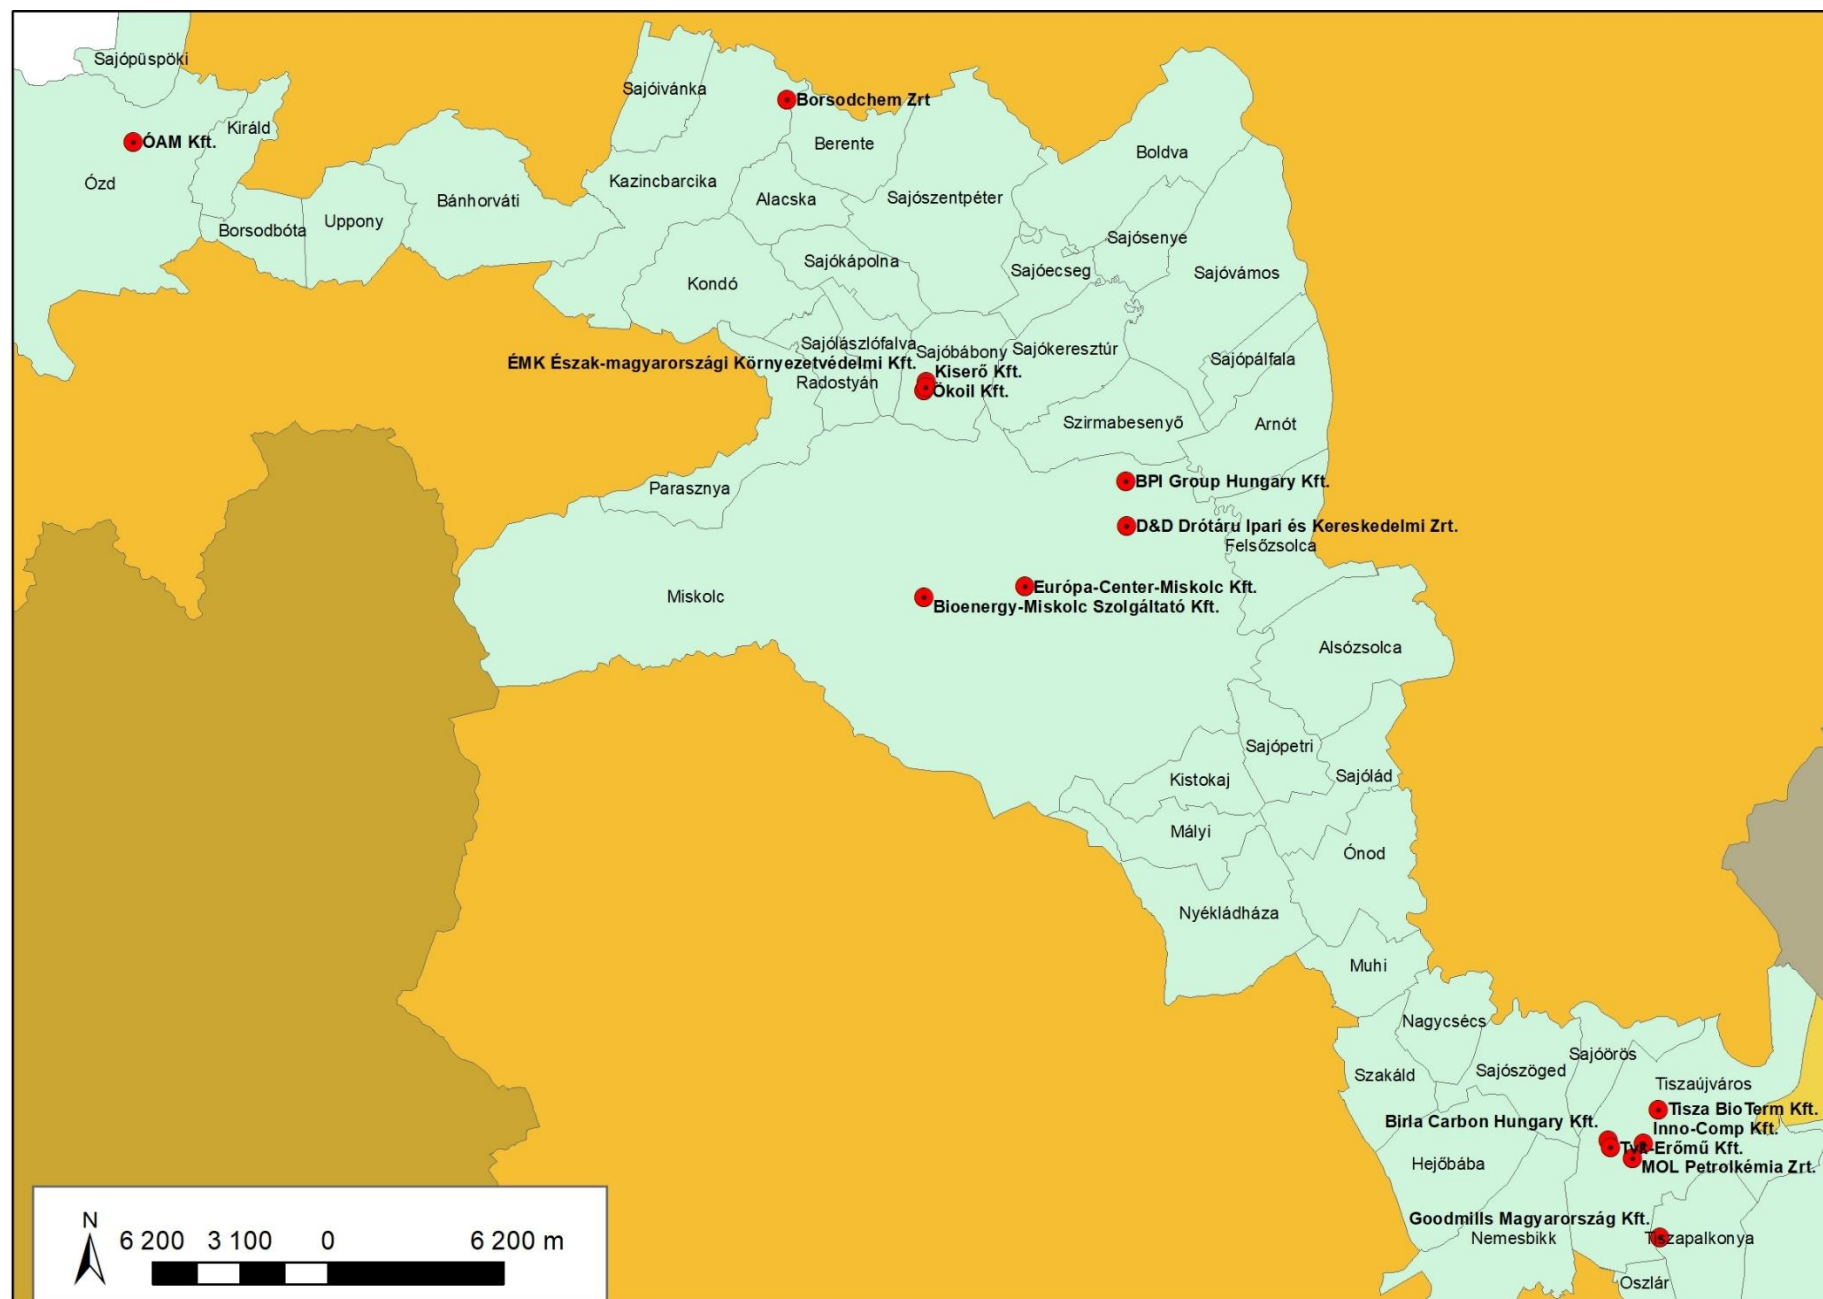 Sajópüspöki
Sajóivánka
Borsodchem Zrt
Királd
ÓAM Kft.
Berente
Boldva
Ózd
Kazincbarcika
Bánhorváti
Alacska
Sajószentpéter
Uppony
Borsodbóta
Sajósenye
Sajókápolna
Sajóecseg
Sajóvámos
Kondó
Sajólászlófalva
Sajóbábony
Sajókeresztúr
Sajópálfala
ÉMK Észak-magyarországi Környezetvédelmi Kft.
Kiserő Kft.
Radostyán
Ökoil Kft.
Szirmabesenyő
Arnót
BPI Group Hungary Kft.
Parasznya
D&D Drótáru Ipari és Kereskedelmi Zrt.
Felsőzsolca
Európa-Center-Miskolc Kft.
Miskolc
Bioenergy-Miskolc Szolgáltató Kft.
Alsózsolca
Sajópetri
Kistokaj
Sajólád
Mályi
Ónod
Nyékládháza
Muhi
Nagycsécs
Sajóörös
Szakáld
Sajószöged
Tiszaújváros
Tisza BioTerm Kft.
Birla Carbon Hungary Kft.
Inno-Comp Kft.
Tvk-Erőmű Kft.
Hejőbába
MOL Petrolkémia Zrt.
Goodmills Magyarország Kft.
Nemesbikk
Tiszapalkonya
Oszlár
N
6 200 3 100 0 6 200 m